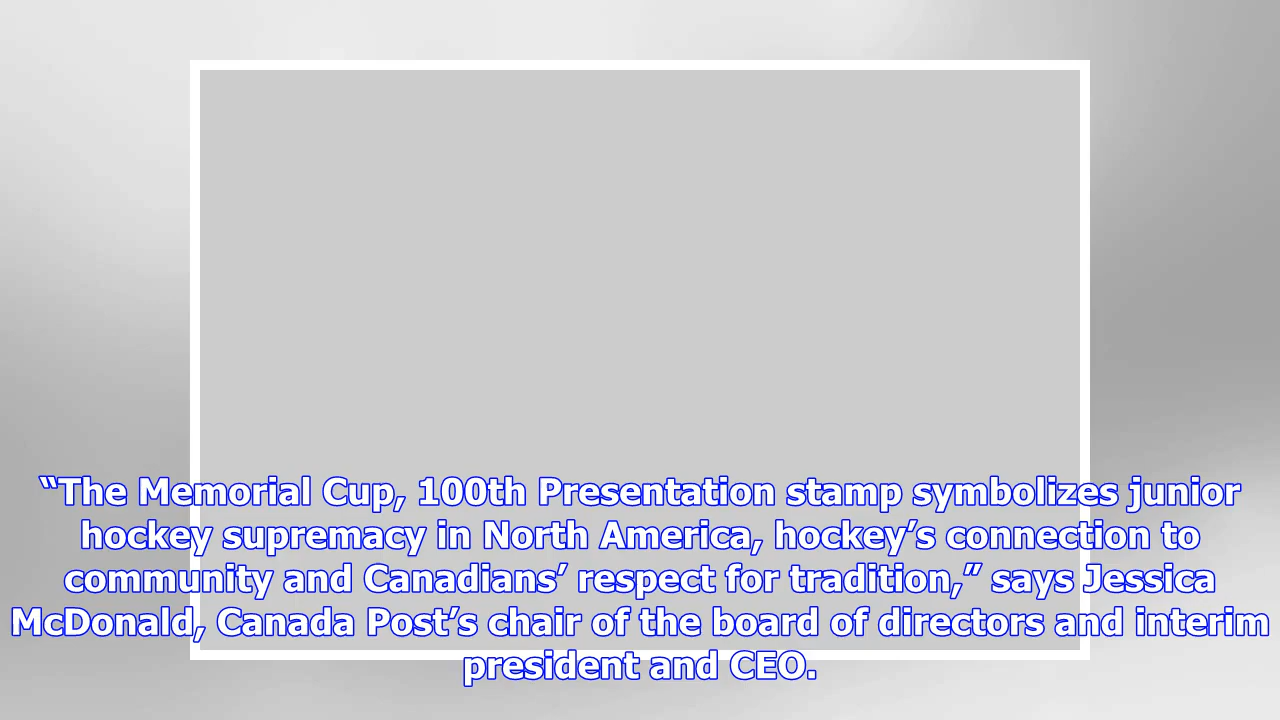 “The Memorial Cup, 100th Presentation stamp symbolizes junior
hockey supremacy in North America, hockey’s connection to
community and Canadians’ respect for tradition,” says Jessica
McDonald, Canada Post’s chair of the board of directors and interim
president and CEO.